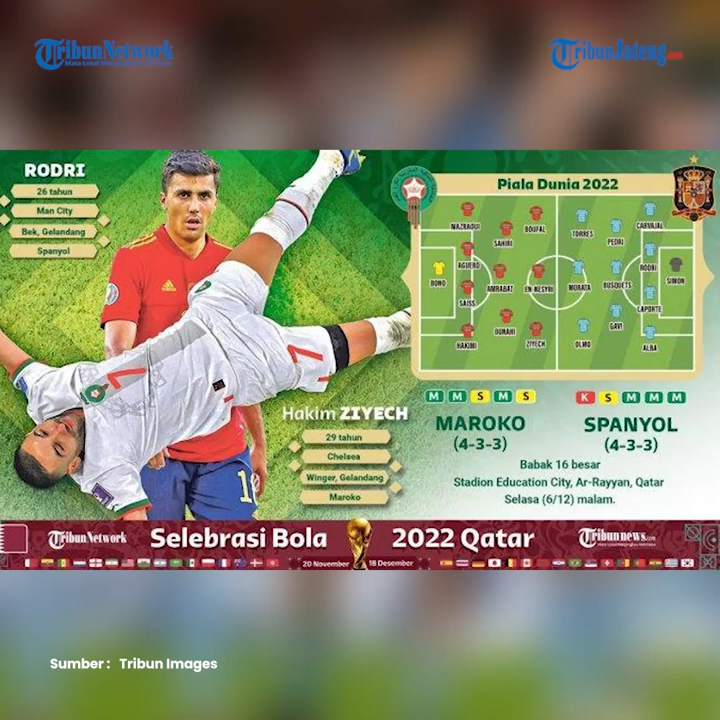 TribunNetwork
TribunJateng
RODRI
26 tahun
Man City
Bek, Gelandang
Spanyol
Hakim ZIYECH
29 tahun
Chelsea
Winger, Gelandang
Maroko
Piala Dunia 2022
MAZRAOUI
SAHIRI
BOUFAL
TORRES
PEDRI
CARVAJAL
BONO
AGUERD
AMRABAT
EN-NESYRI
MORATA
BUSQUETS
RODRI
SIMON
SAISS
LAPORTE
HAKIMI
OUNAHI
ZIYECH
OLMO
GAVI
ALBA
M M S M S
K S M M M
MAROKO
(4-3-3)
SPANYOL
(4-3-3)
Babak 16 besar
Stadion Education City, Ar-Rayyan, Qatar
Selasa (6/12) malam.
TribunNetwork
Selebrasi Bola
2022 Qatar
Tribunnews.com
20 November
18 Desember
Sumber : Tribun Images